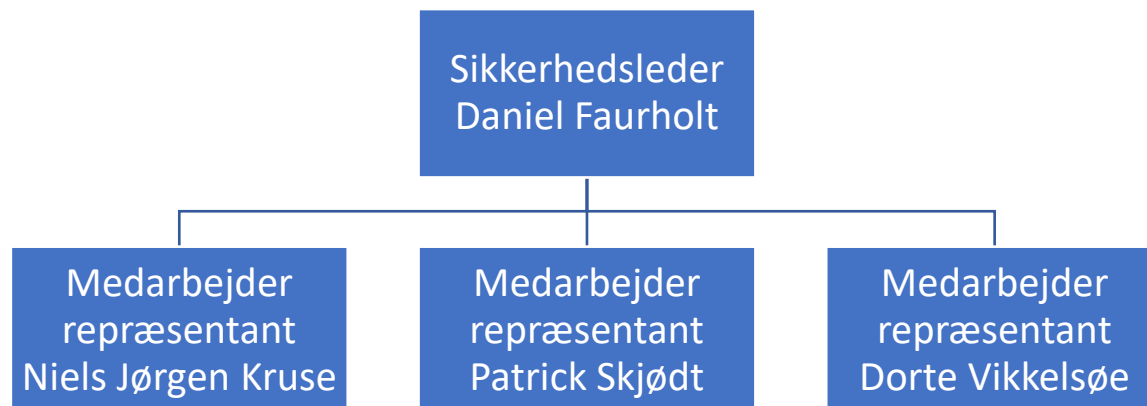 Sikkerhedsleder
Daniel Faurholt
Medarbejder
repræsentant
Niels Jørgen Kruse
Medarbejder
repræsentant
Patrick Skjødt
Medarbejder
repræsentant
Dorte Vikkelsøe